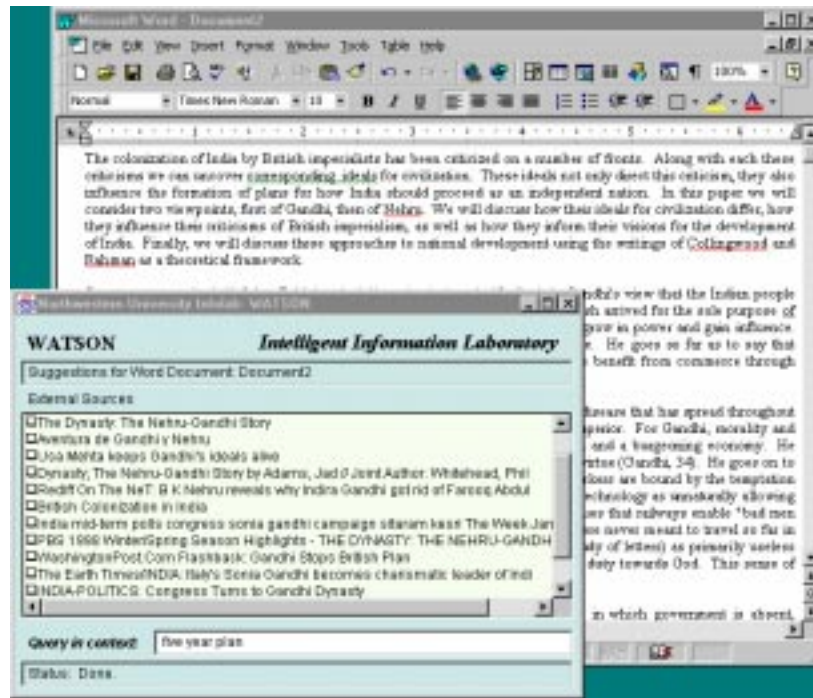 Microsoft Word - Document2
File Edit View Insert Format Window Tools Table Help
100%
Normal Times New Roman 10 B I U
1 2 3 4 5 6
The colonization of India by British imperialists has been criticized on a number of fronts. Along with each these
criticisms we can uncover corresponding ideals for civilization. These ideals not only direct this criticism, they also
influence the formation of plans for how India should proceed as an independent nation. In this paper we will
consider two viewpoints, first of Gandhi, then of Nehru. We will discuss how their ideals for civilization differ, how
they influence their criticisms of British imperialism, as well as how they inform their visions for the development
of India. Finally, we will discuss these approaches to national development using the writings of Collingwood and
Rahman as a theoretical framework.
Gandhi's view that the Indian people
arrived for the sole purpose of
grow in power and gain influence.
He goes so far as to say that
benefit from commerce through
disease that has spread throughout
For Gandhi, morality and
and a burgeoning economy. He
(Gandhi, 34). He goes on to
are bound by the temptation
technology as unnaturally allowing
that railways enable "bad men
never meant to travel so far in
of letters) as primarily useless
duty towards God. This sense of
in which government is absent,
Northwestern University Infolab: WATSON
WATSON Intelligent Information Laboratory
Suggestions for Word Document: Document2
External Sources
The Dynasty: The Nehru-Gandhi Story
Aventura de Gandhi y Nehru
Usa Mehta keeps Gandhi's ideals alive
Dynasty, The Nehru-Gandhi Story by Adams, Jad // Joint Author: Whitehead, Phil
Rediff On The NeT: B K Nehru reveals why Indira Gandhi got rid of Farooq Abdul
British Colonization in India
India mid-term polls congress sonia gandhi campaign sitaram kesri The Week Jan
PBS 1998 Winter/Spring Season Highlights - THE DYNASTY: THE NEHRU-GANDH
WashingtonPost.Com Flashback: Gandhi Stops British Plan
The Earth Times/INDIA: Italy's Sonia Gandhi becomes charismatic leader of Indi
INDIA-POLITICS: Congress Turns to Gandhi Dynasty
Query in context: five year plan
Status: Done.